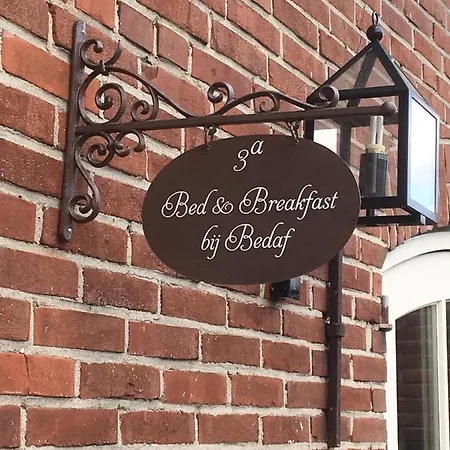 3a
Bed & Breakfast
bij Bedaf